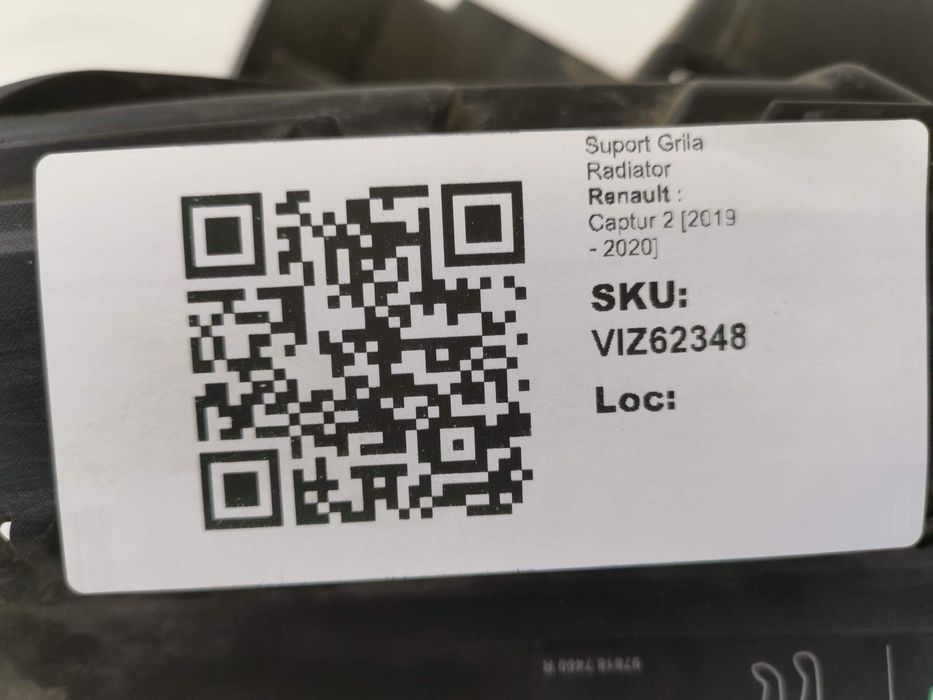 Suport Grila
Radiator
Renault :
Captur 2 [2019
- 2020]
SKU:
VIZ62348
Loc: